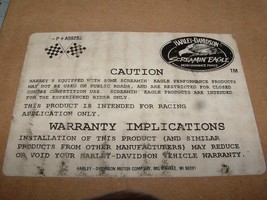 HARLEY-DAVIDSON
SCREAMIN' EAGLE
PERFORMANCE PARTS
TM
CAUTION
HARLEY'S EQUIPPED WITH SOME SCREAMIN' EAGLE PERFORMANCE PRODUCTS
MAY NOT BE USED ON PUBLIC ROADS, AND ARE RESTRICTED FOR CLOSED
COURSE COMPETITION USE. SCREAMIN' EAGLE PRODUCTS ARE INTENDED
FOR THE EXPERIENCED RIDER ONLY.
THIS PRODUCT IS INTENDED FOR RACING
APPLICATION ONLY.
WARRANTY IMPLICATIONS
INSTALLATION OF THIS PRODUCT (AND SIMILAR
PRODUCTS FROM OTHER MANUFACTURERS) MAY REDUCE
OR VOID YOUR HARLEY-DAVIDSON VEHICLE WARRANTY.
HARLEY-DAVIDSON MOTOR COMPANY, MILWAUKEE, WI 53201